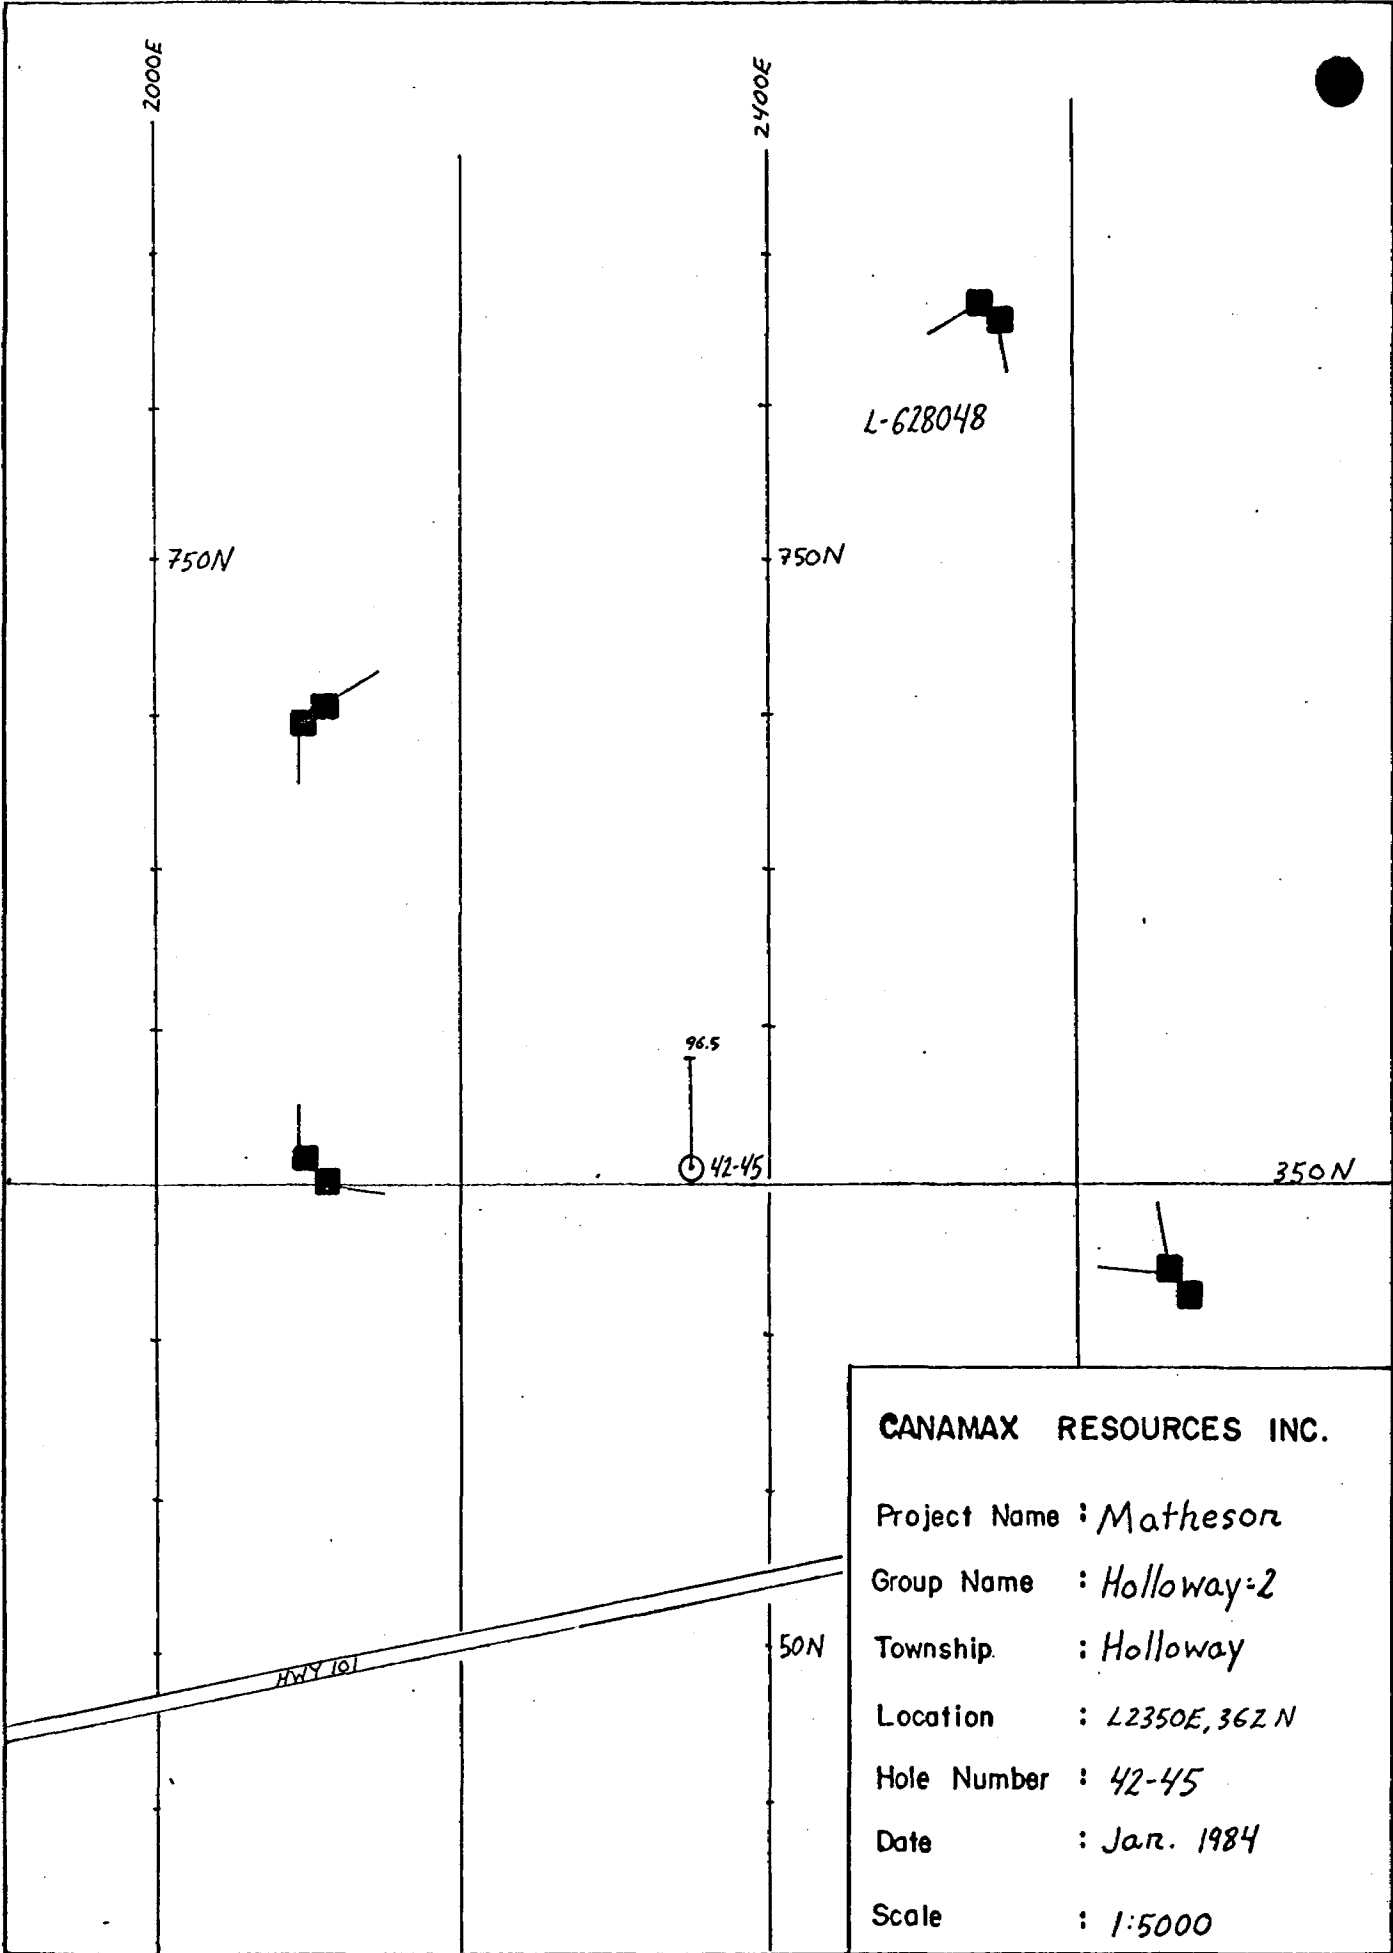 2000E
2400E
L-628048
750N
750N
96.5
42-45
350N
CANAMAX RESOURCES INC.
Project Name : Matheson
Group Name : Holloway-2
50N
Township : Holloway
HWY 101
Location : L2350E, 362N
Hole Number : 42-45
Date : Jan. 1984
Scale : 1:5000